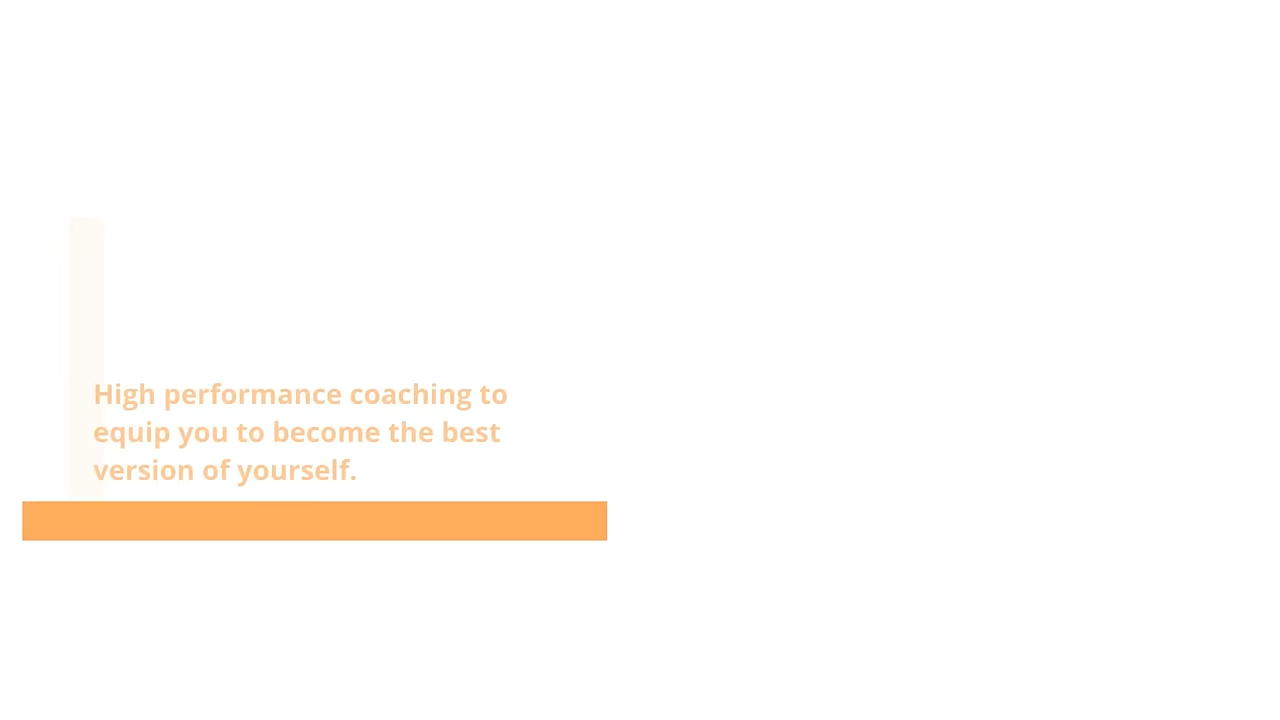 High performance coaching to
equip you to become the best
version of yourself.